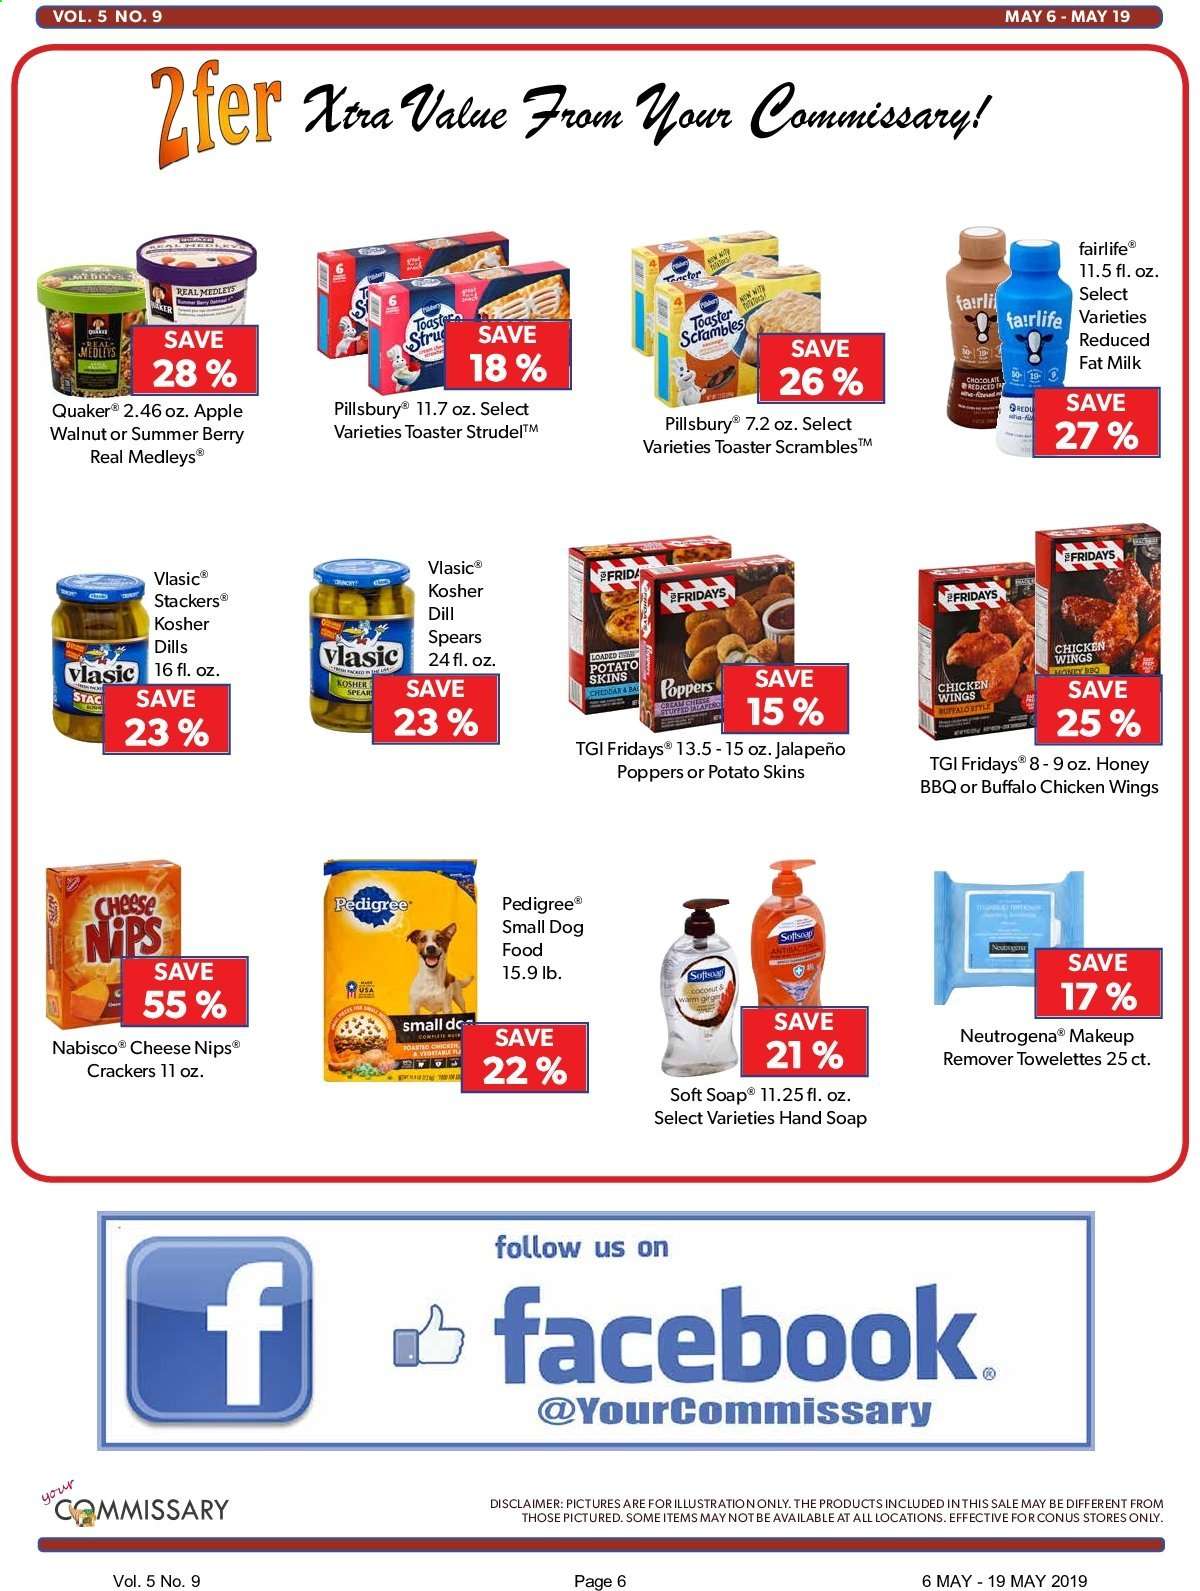 VOL. 5 NO. 9
MAY 6 - MAY 19
2fer Xtra Value From Your Commissary!
SAVE
28 %
Quaker® 2.46 oz. Apple
Walnut or Summer Berry
Real Medleys®
SAVE
18 %
Pillsbury® 11.7 oz. Select
Varieties Toaster Strudel™
SAVE
26 %
Pillsbury® 7.2 oz. Select
Varieties Toaster Scrambles™
fairlife®
11.5 fl. oz.
Select
Varieties
Reduced
Fat Milk
SAVE
27 %
Vlasic®
Stackers®
Kosher
Dills
16 fl. oz.
SAVE
23 %
Vlasic®
Kosher
Dill
Spears
24 fl. oz.
SAVE
23 %
SAVE
15 %
TGI Fridays® 13.5 - 15 oz. Jalapeño
Poppers or Potato Skins
SAVE
25 %
TGI Fridays® 8 - 9 oz. Honey
BBQ or Buffalo Chicken Wings
SAVE
55 %
Nabisco® Cheese Nips®
Crackers 11 oz.
Pedigree®
Small Dog
Food
15.9 lb.
SAVE
22 %
SAVE
21 %
Soft Soap® 11.25 fl. oz.
Select Varieties Hand Soap
SAVE
17 %
Neutrogena® Makeup
Remover Towelettes 25 ct.
follow us on
facebook®
@YourCommissary
your
COMMISSARY
DISCLAIMER: PICTURES ARE FOR ILLUSTRATION ONLY. THE PRODUCTS INCLUDED IN THIS SALE MAY BE DIFFERENT FROM
THOSE PICTURED. SOME ITEMS MAY NOT BE AVAILABLE AT ALL LOCATIONS. EFFECTIVE FOR CONUS STORES ONLY.
Vol. 5 No. 9
Page 6
6 MAY - 19 MAY 2019